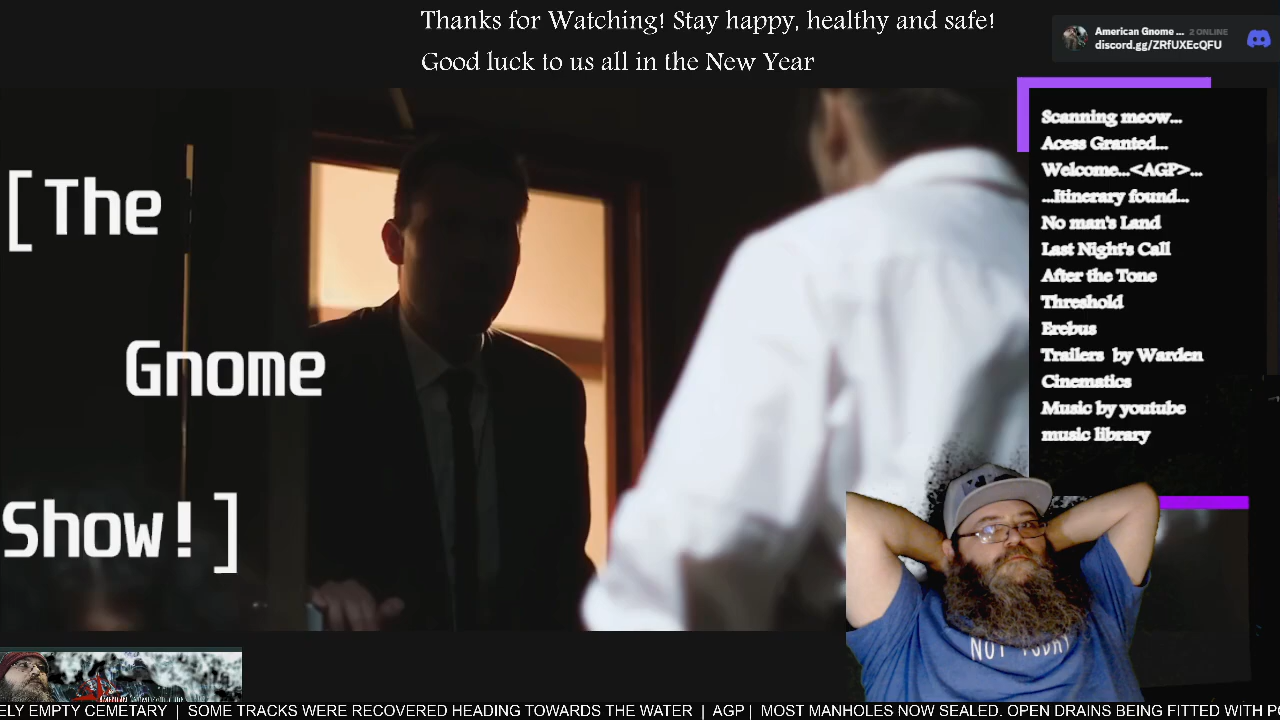 Thanks for Watching! Stay happy, healthy and safe!
Good luck to us all in the New Year
American Gnome ... 2 ONLINE
discord.gg/ZRfUXEcQFU
[The
Gnome
Show!]
Scanning meow...
Acess Granted...
Welcome...<AGP>...
...Itinerary found...
No man's Land
Last Night's Call
After the Tone
Threshold
Erebus
Trailers by Warden
Cinematics
Music by youtube
music library
NOT TODAY
ELY EMPTY CEMETARY | SOME TRACKS WERE RECOVERED HEADING TOWARDS THE WATER | AGP | MOST MANHOLES NOW SEALED. OPEN DRAINS BEING FITTED WITH PO